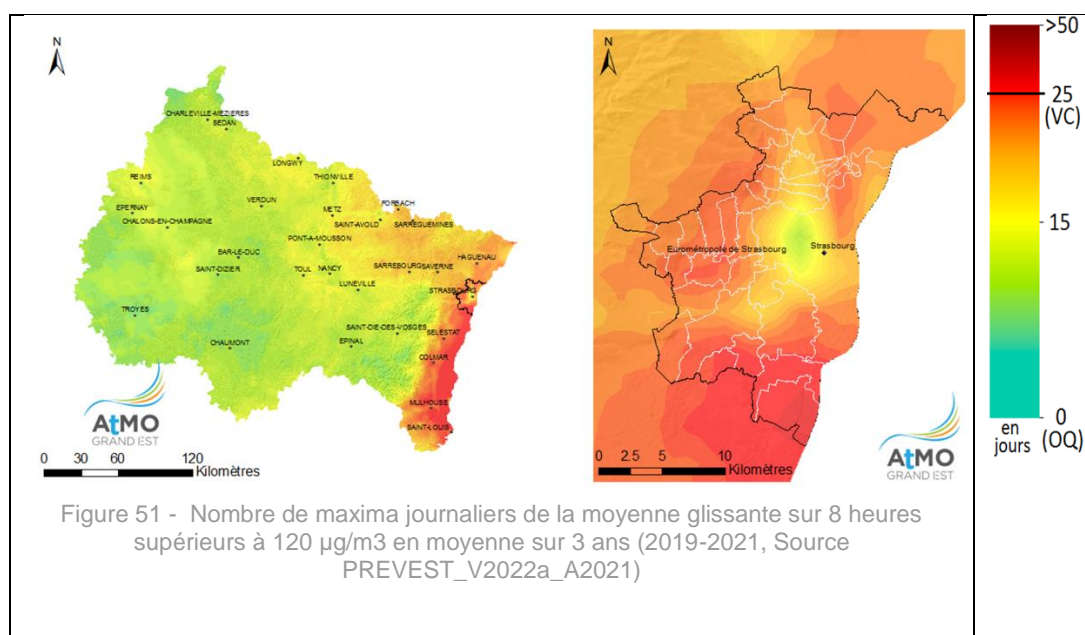 N
CHARLEVILLE-MEZIERES
SEDAN
LONGWY
REIMS
THIONVILLE
EPERNAY
VERDUN
METZ
FORBACH
CHALONS-EN-CHAMPAGNE
SAINT-AVOLD
SARREGUEMINES
PONT-A-MOUSSON
BAR-LE-DUC
HAGUENAU
SAINT-DIZIER
TOUL
NANCY
SARREBOURG
SAVERNE
LUNEVILLE
STRASBOURG
TROYES
SAINT-DIE-DES-VOSGES
SELESTAT
CHAUMONT
EPINAL
COLMAR
MULHOUSE
SAINT-LOUIS
AtMO
GRAND EST
0 30 60 120
Kilomètres
N
Eurométropole de Strasbourg
Strasbourg
0 2.5 5 10
Kilomètres
AtMO
GRAND EST
>50
25
(VC)
15
0
(OQ)
en
jours
Figure 51 - Nombre de maxima journaliers de la moyenne glissante sur 8 heures
supérieurs à 120 µg/m3 en moyenne sur 3 ans (2019-2021, Source
PREVEST_V2022a_A2021)